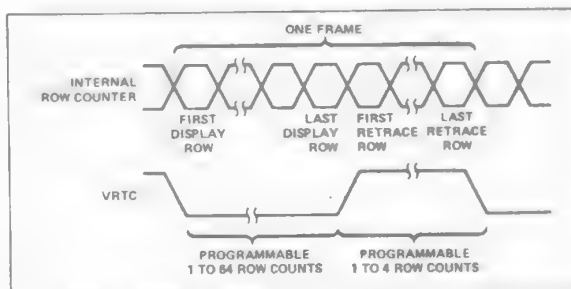 ONE FRAME
INTERNAL
ROW COUNTER
FIRST
DISPLAY
ROW
LAST
DISPLAY
ROW
FIRST
RETRACE
ROW
LAST
RETRACE
ROW
VRTC
PROGRAMMABLE
1 TO 64 ROW COUNTS
PROGRAMMABLE
1 TO 4 ROW COUNTS